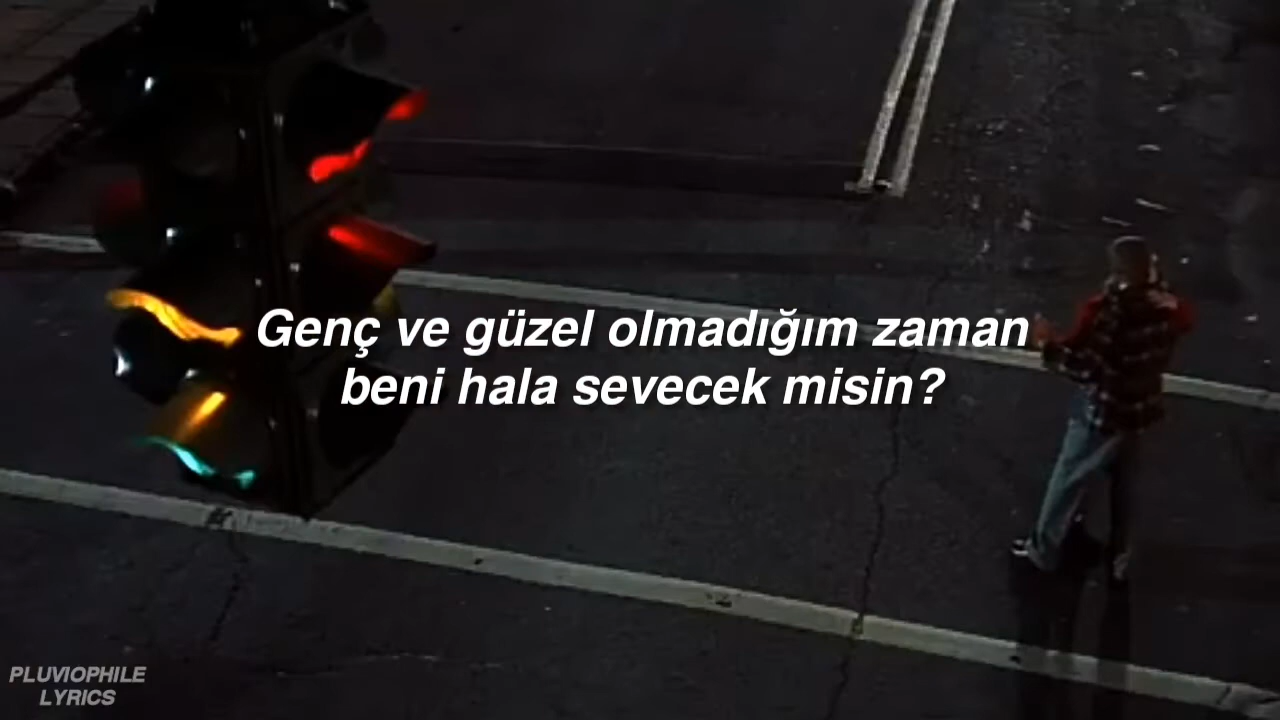 Genç ve güzel olmadığım zaman
beni hala sevecek misin?
PLUVIOPHILE
LYRICS